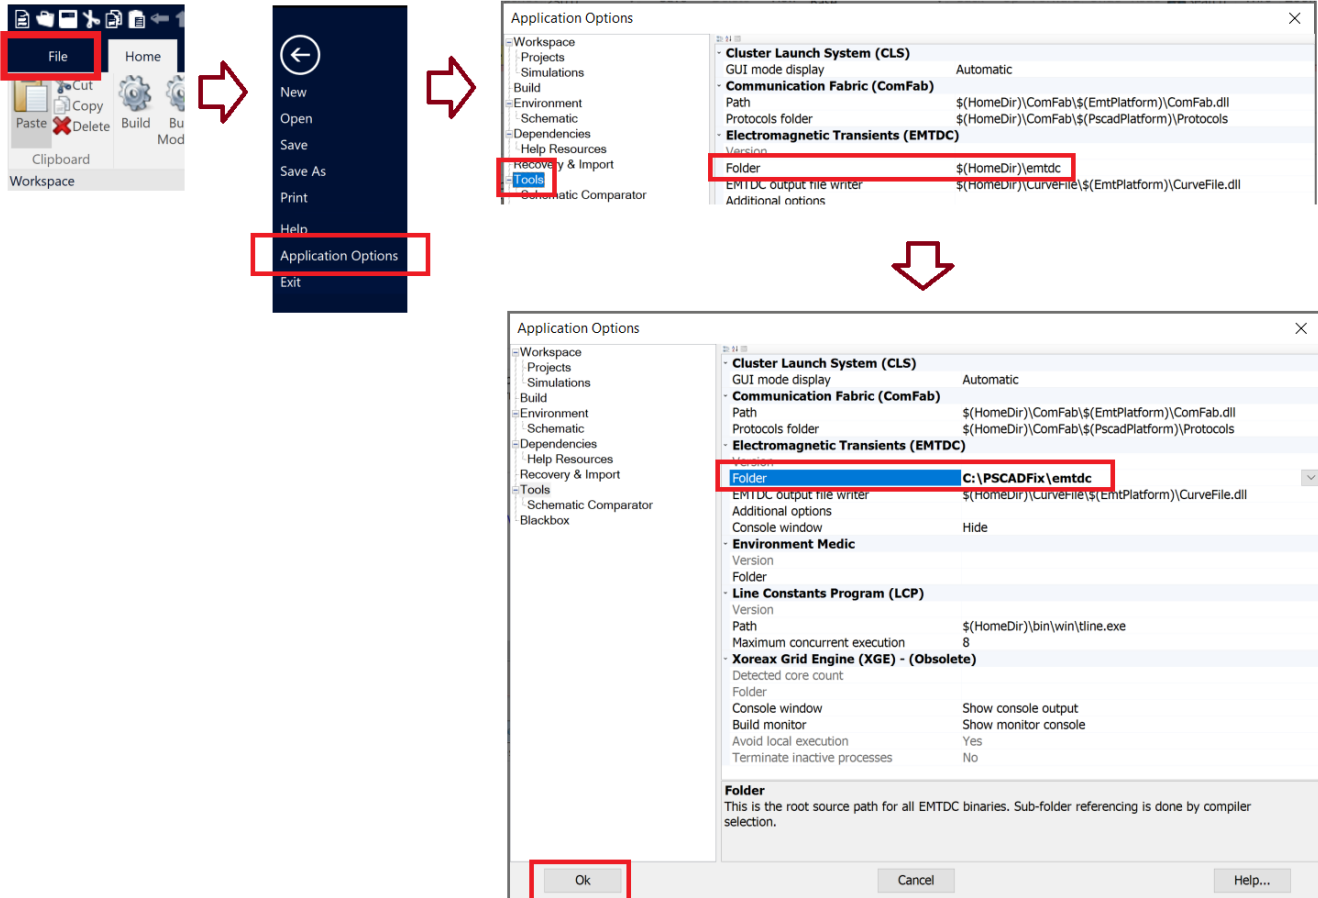 File
Home
Cut
Copy
Delete
Paste
Build
Bu
Mod
Clipboard
Workspace
New
Open
Save
Save As
Print
Help
Application Options
Exit
Application Options
Workspace
Projects
Simulations
Build
Environment
Schematic
Dependencies
Help Resources
Recovery & Import
Tools
Schematic Comparator
Cluster Launch System (CLS)
GUI mode display Automatic
Communication Fabric (ComFab)
Path $(HomeDir)\ComFab\$(EmtPlatform)\ComFab.dll
Protocols folder $(HomeDir)\ComFab\$(PscadPlatform)\Protocols
Electromagnetic Transients (EMTDC)
Version
Folder $(HomeDir)\emtdc
EMTDC output file writer $(HomeDir)\CurveFile\$(EmtPlatform)\CurveFile.dll
Additional options
Application Options
Workspace
Projects
Simulations
Build
Environment
Schematic
Dependencies
Help Resources
Recovery & Import
Tools
Schematic Comparator
Blackbox
Cluster Launch System (CLS)
GUI mode display Automatic
Communication Fabric (ComFab)
Path $(HomeDir)\ComFab\$(EmtPlatform)\ComFab.dll
Protocols folder $(HomeDir)\ComFab\$(PscadPlatform)\Protocols
Electromagnetic Transients (EMTDC)
Version
Folder C:\PSCADFix\emtdc
EMTDC output file writer $(HomeDir)\CurveFile\$(EmtPlatform)\CurveFile.dll
Additional options
Console window Hide
Environment Medic
Version
Folder
Line Constants Program (LCP)
Version
Path $(HomeDir)\bin\win\tline.exe
Maximum concurrent execution 8
Xoreax Grid Engine (XGE) - (Obsolete)
Detected core count
Folder
Console window Show console output
Build monitor Show monitor console
Avoid local execution Yes
Terminate inactive processes No
Folder
This is the root source path for all EMTDC binaries. Sub-folder referencing is done by compiler
selection.
Ok
Cancel
Help...